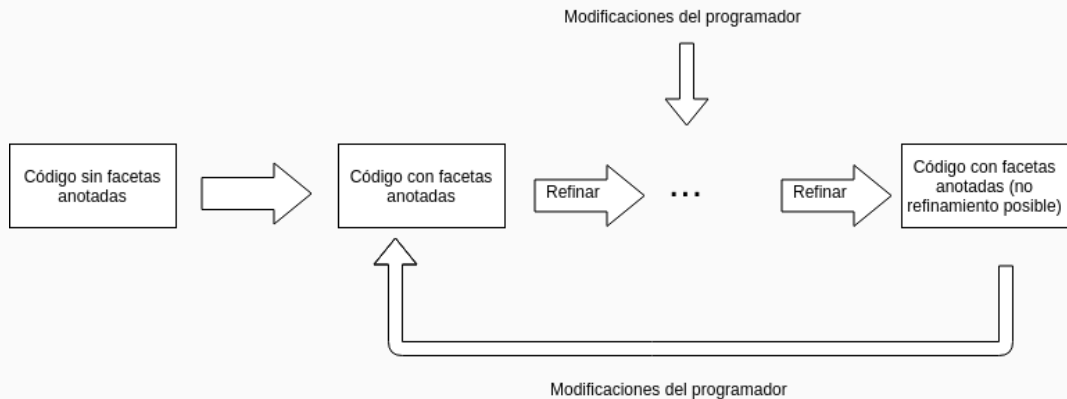 Modificaciones del programador
Código sin facetas
anotadas
Código con facetas
anotadas
Refinar
...
Refinar
Código con facetas
anotadas (no
refinamiento posible)
Modificaciones del programador